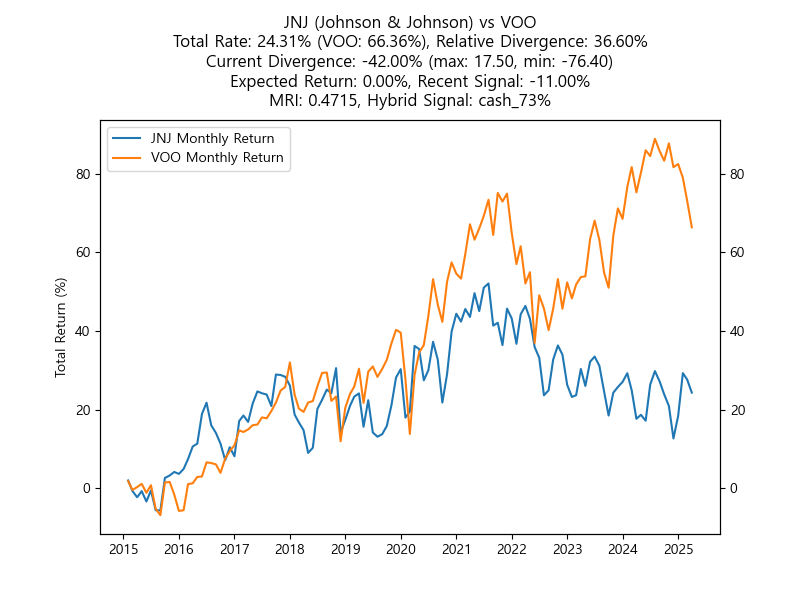 JNJ (Johnson & Johnson) vs VOO
Total Rate: 24.31% (VOO: 66.36%), Relative Divergence: 36.60%
Current Divergence: -42.00% (max: 17.50, min: -76.40)
Expected Return: 0.00%, Recent Signal: -11.00%
MRI: 0.4715, Hybrid Signal: cash_73%
JNJ Monthly Return
VOO Monthly Return
Total Return (%)
80
60
40
20
0
80
60
40
20
0
2015 2016 2017 2018 2019 2020 2021 2022 2023 2024 2025